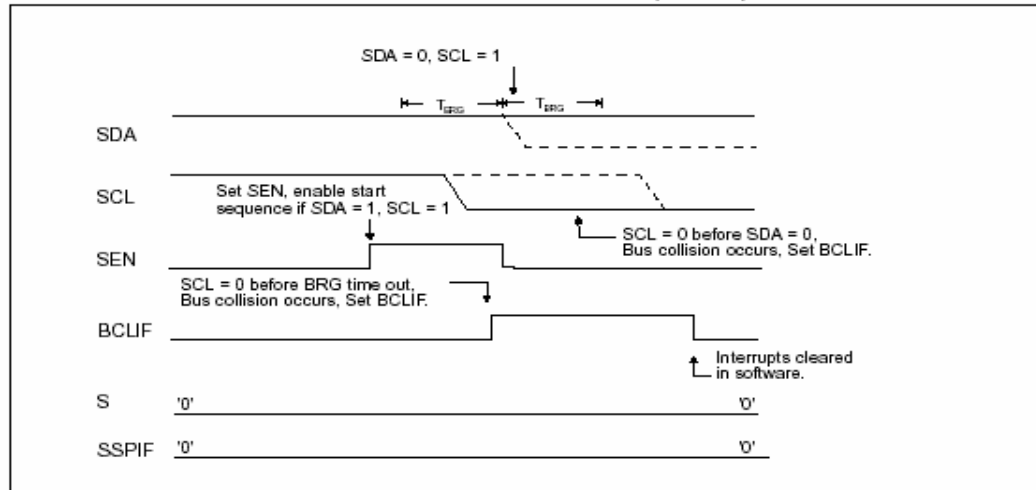 SDA = 0, SCL = 1
TBRG TBRG
SDA
SCL
Set SEN, enable start
sequence if SDA = 1, SCL = 1
SCL = 0 before SDA = 0,
Bus collision occurs, Set BCLIF.
SEN
SCL = 0 before BRG time out,
Bus collision occurs, Set BCLIF.
BCLIF
Interrupts cleared
in software.
S '0' '0'
SSPIF '0' '0'